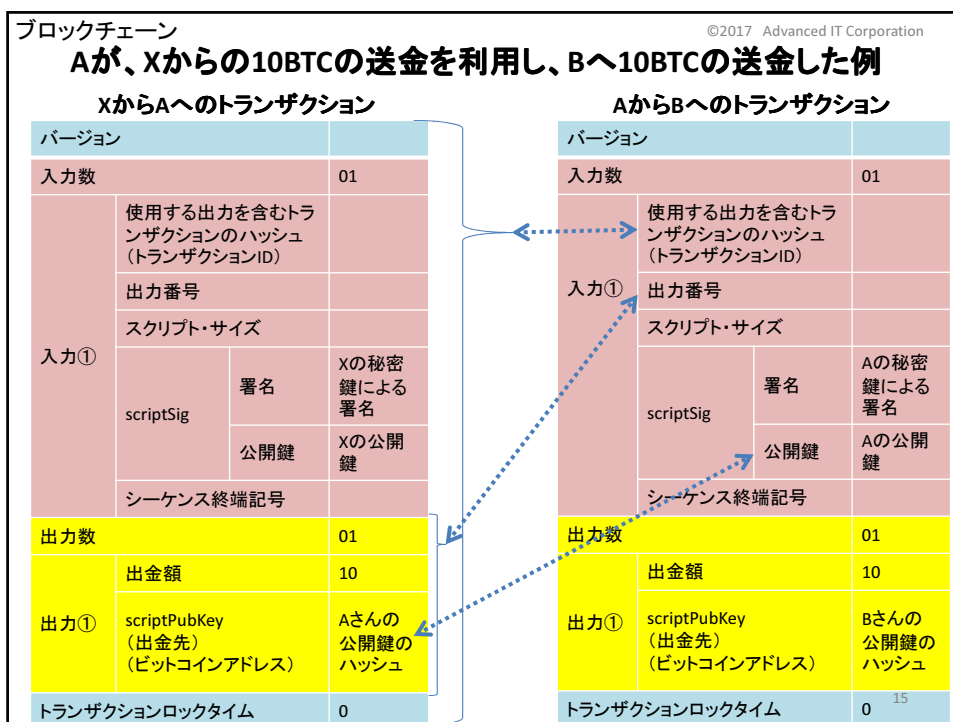 ブロックチェーン
©2017 Advanced IT Corporation
Aが、Xからの10BTCの送金を利用し、Bへ10BTCの送金した例
XからAへのトランザクション
バージョン
入力数 01
入力①
使用する出力を含むトラ
ンザクションのハッシュ
（トランザクションID）
出力番号
スクリプト・サイズ
scriptSig
署名
Xの秘密
鍵による
署名
公開鍵
Xの公開
鍵
シーケンス終端記号
出力数 01
出力①
出金額 10
scriptPubKey
（出金先）
（ビットコインアドレス）
Aさんの
公開鍵の
ハッシュ
トランザクションロックタイム 0
AからBへのトランザクション
バージョン
入力数 01
入力①
使用する出力を含むトラ
ンザクションのハッシュ
（トランザクションID）
出力番号
スクリプト・サイズ
scriptSig
署名
Aの秘密
鍵による
署名
公開鍵
Aの公開
鍵
シーケンス終端記号
出力数 01
出力①
出金額 10
scriptPubKey
（出金先）
（ビットコインアドレス）
Bさんの
公開鍵の
ハッシュ
トランザクションロックタイム 0
15